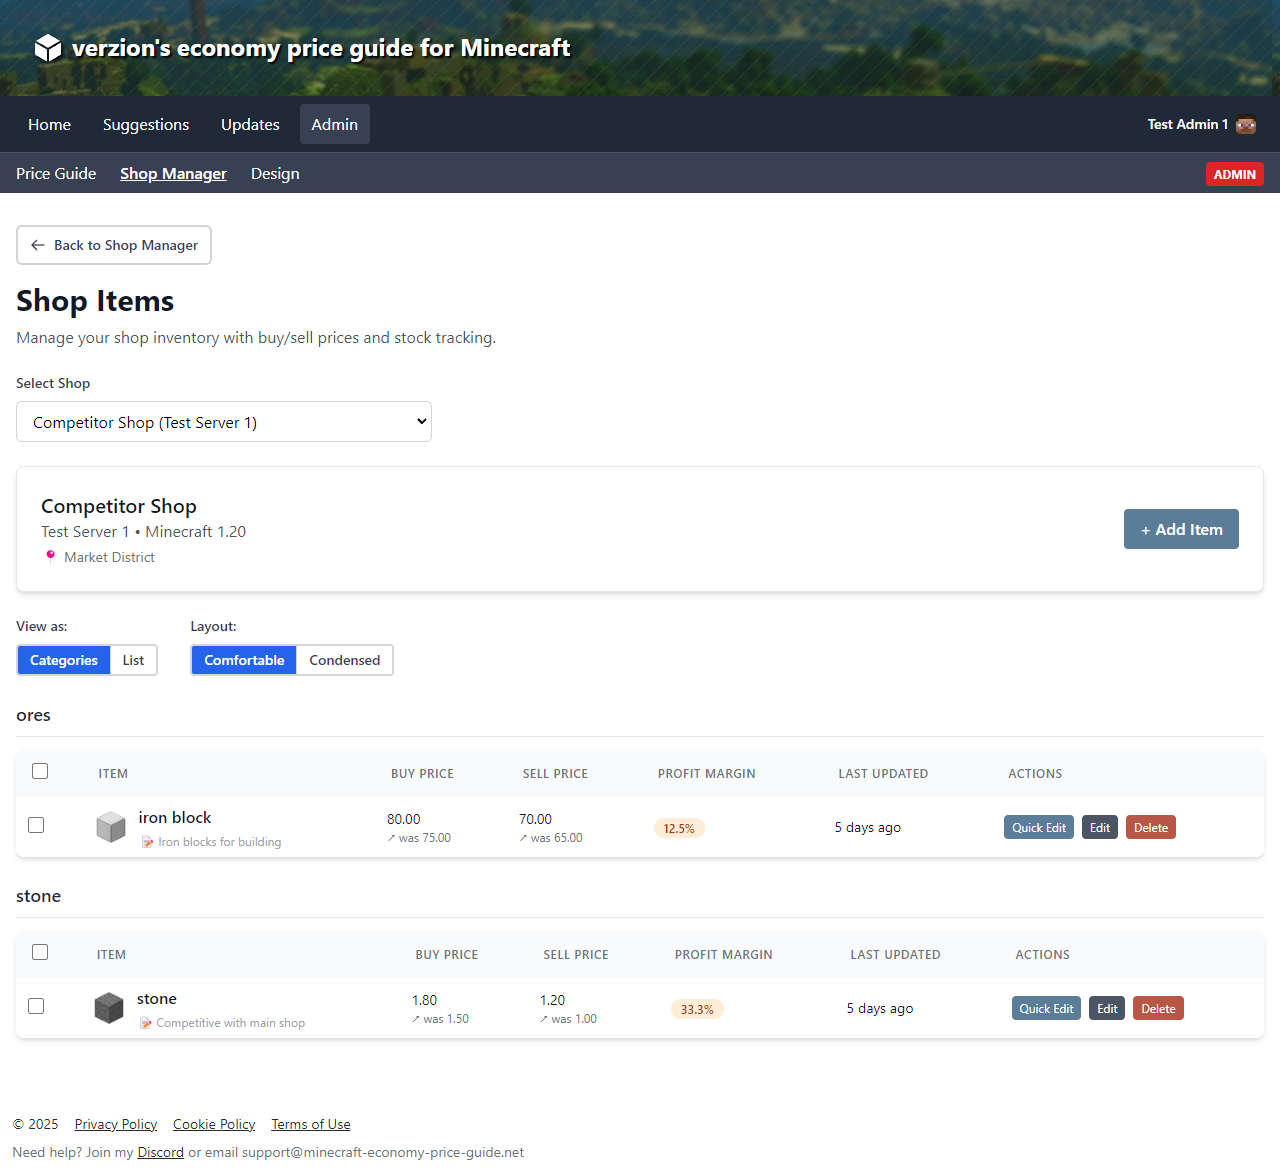 verzion's economy price guide for Minecraft
Home Suggestions Updates Admin Test Admin 1
Price Guide Shop Manager Design ADMIN
← Back to Shop Manager
Shop Items
Manage your shop inventory with buy/sell prices and stock tracking.
Select Shop
Competitor Shop (Test Server 1)
Competitor Shop
Test Server 1 • Minecraft 1.20
📍 Market District
+ Add Item
View as: Layout:
Categories List Comfortable Condensed
ores
ITEM BUY PRICE SELL PRICE PROFIT MARGIN LAST UPDATED ACTIONS
iron block 80.00 70.00 12.5% 5 days ago Quick Edit Edit Delete
📝 Iron blocks for building ↗ was 75.00 ↗ was 65.00
stone
ITEM BUY PRICE SELL PRICE PROFIT MARGIN LAST UPDATED ACTIONS
stone 1.80 1.20 33.3% 5 days ago Quick Edit Edit Delete
📝 Competitive with main shop ↗ was 1.50 ↗ was 1.00
© 2025 Privacy Policy Cookie Policy Terms of Use
Need help? Join my Discord or email support@minecraft-economy-price-guide.net